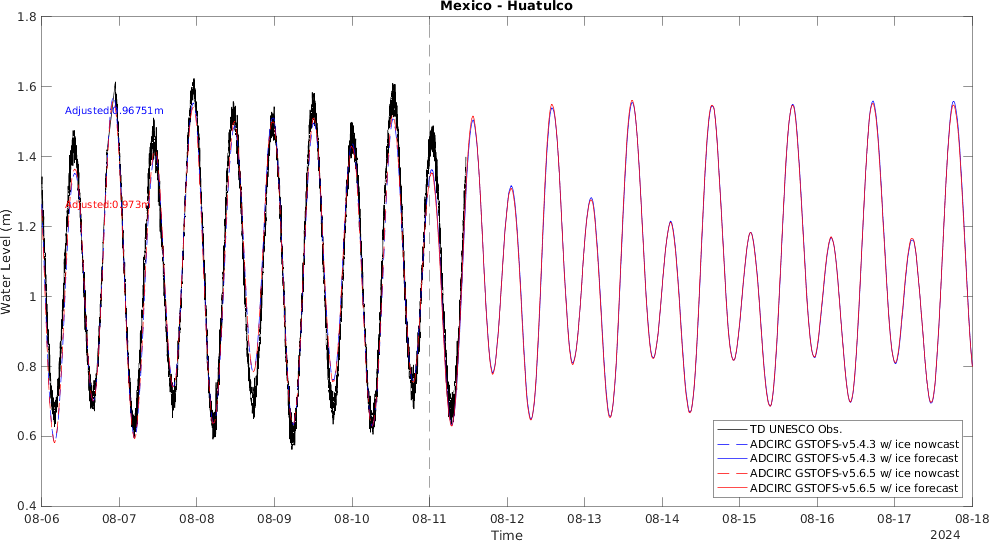 Mexico - Huatulco
1.8
1.6
1.4
1.2
1
0.8
0.6
0.4
Water Level (m)
Adjusted:0.96751m
Adjusted:0.973m
TD UNESCO Obs.
ADCIRC GSTOFS-v5.4.3 w/ ice nowcast
ADCIRC GSTOFS-v5.4.3 w/ ice forecast
ADCIRC GSTOFS-v5.6.5 w/ ice nowcast
ADCIRC GSTOFS-v5.6.5 w/ ice forecast
08-06 08-07 08-08 08-09 08-10 08-11 08-12 08-13 08-14 08-15 08-16 08-17 08-18
Time
2024